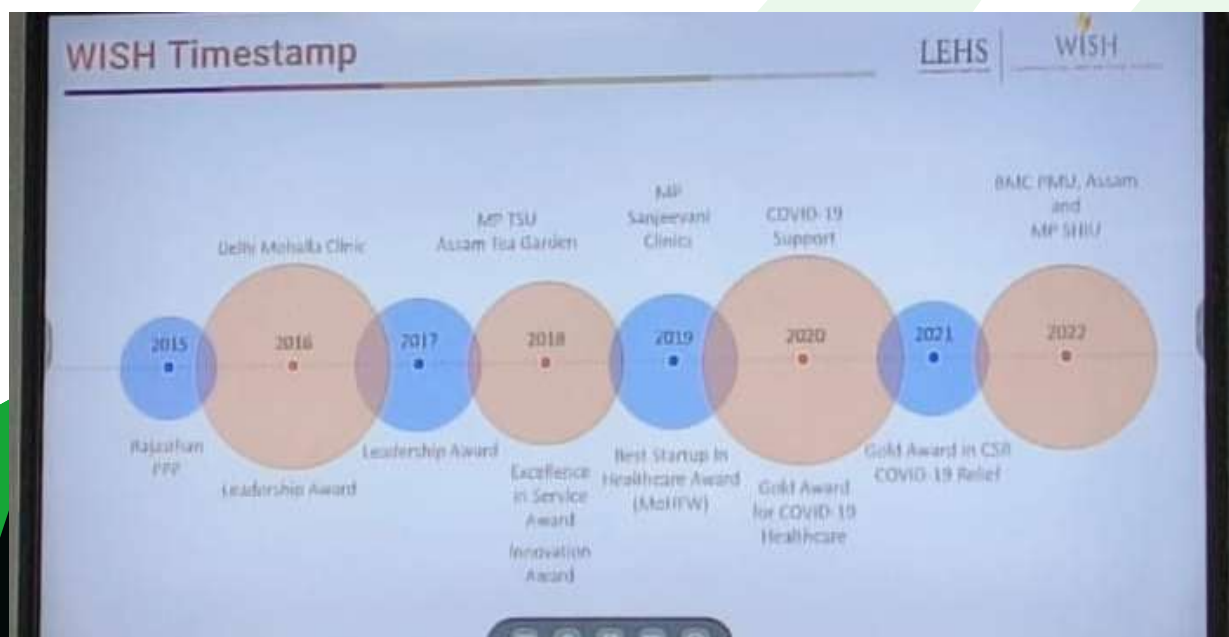 WISH Timestamp
LEHS
WISH
Delhi Mohalla Clinic
MP TSU
Assam Tea Garden
MP
Sanjeevani
Clinics
COVID-19
Support
BMC PMU, Assam
and
MP SHIU
2015
2016
2017
2018
2019
2020
2021
2022
Rajasthan
PPP
Leadership Award
Leadership Award
Excellence
in Service
Award
Innovation
Award
Best Startup In
Healthcare Award
(MoHFW)
Gold Award
for COVID-19
Healthcare
Gold Award in CSR
COVID-19 Relief